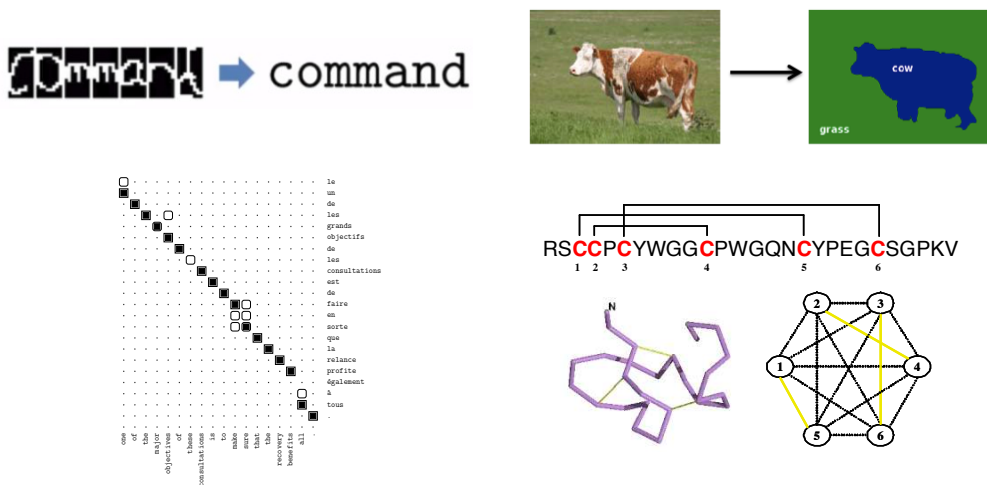 command
cow
grass
le
un
de
les
grands
objectifs
de
les
consultations
est
de
faire
en
sorte
que
la
relance
profite
également
à
tous
.
one
of
the
major
objectives
of
these
consultations
is
to
make
sure
that
the
recovery
benefits
all
.
RSCCPCYWGGCPWGQNCYPEGCSGPKV
1 2 3 4 5 6
N
2 3
1 4
5 6